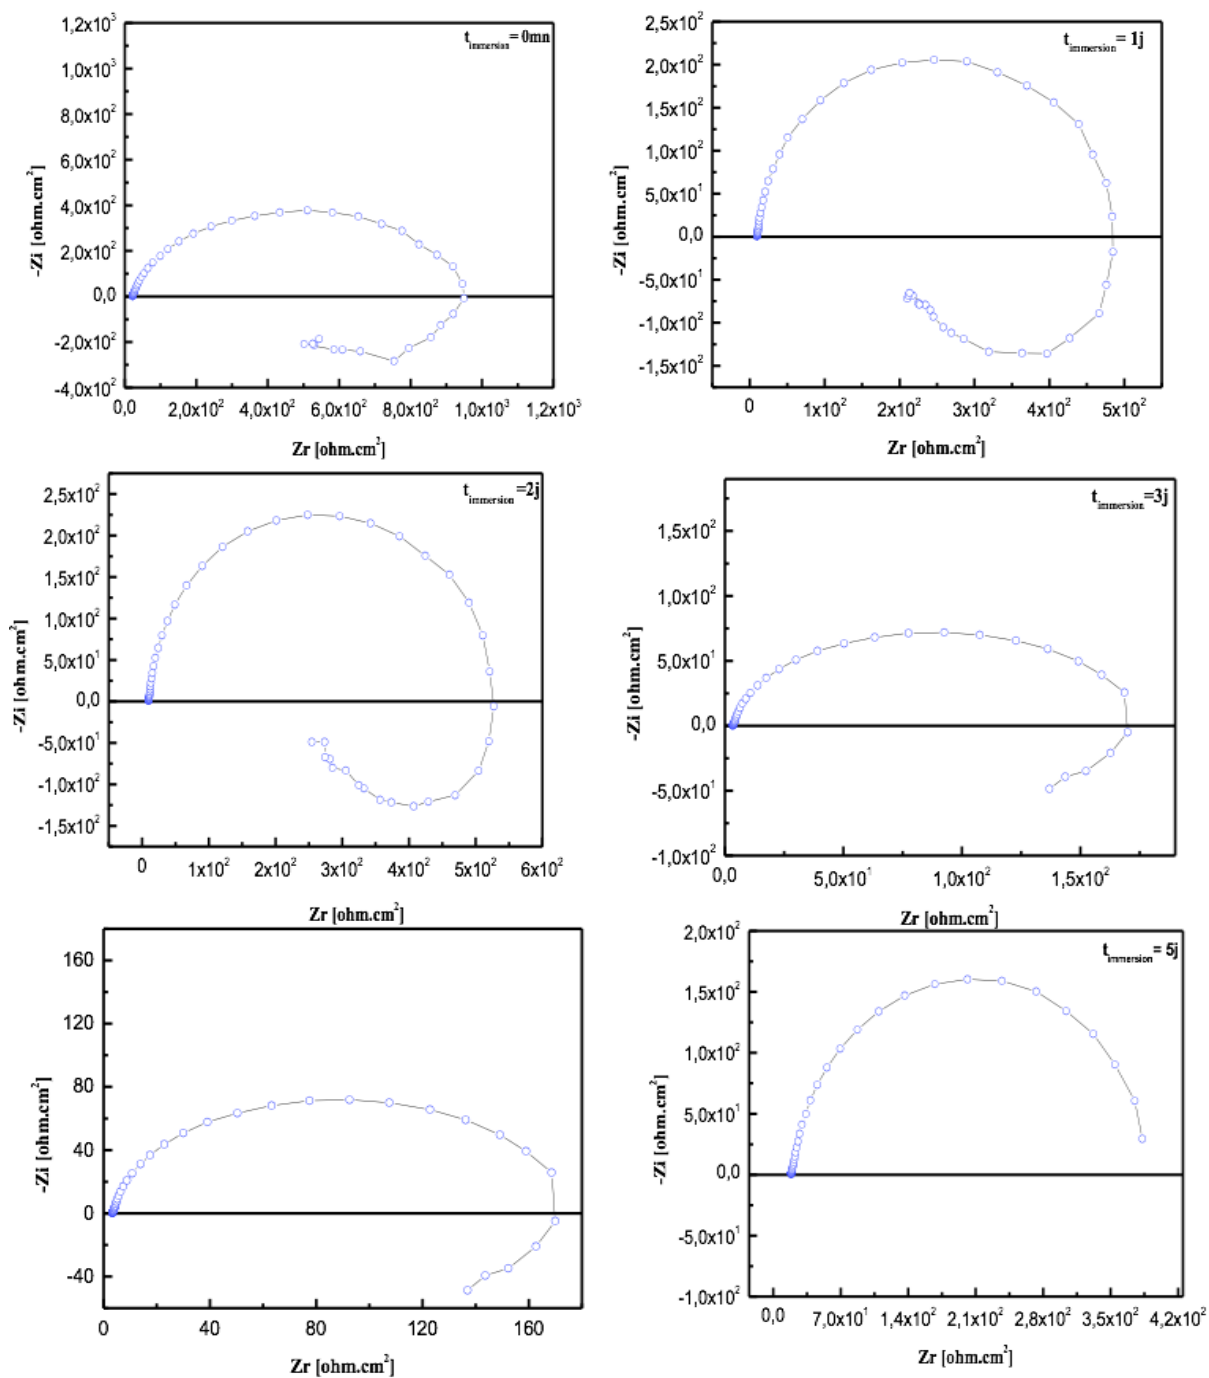 t_immersion = 0mn
1,2x10³
1,0x10³
8,0x10²
6,0x10²
4,0x10²
2,0x10²
0,0
-2,0x10²
-4,0x10²
-Zi [ohm.cm²]
0,0 2,0x10² 4,0x10² 6,0x10² 8,0x10² 1,0x10³ 1,2x10³
Zr [ohm.cm²]
t_immersion = 1j
2,5x10²
2,0x10²
1,5x10²
1,0x10²
5,0x10¹
0,0
-5,0x10¹
-1,0x10²
-1,5x10²
-Zi [ohm.cm²]
0 1x10² 2x10² 3x10² 4x10² 5x10²
Zr [ohm.cm²]
t_immersion =2j
2,5x10²
2,0x10²
1,5x10²
1,0x10²
5,0x10¹
0,0
-5,0x10¹
-1,0x10²
-1,5x10²
-Zi [ohm.cm²]
0 1x10² 2x10² 3x10² 4x10² 5x10² 6x10²
Zr [ohm.cm²]
t_immersion =3j
1,5x10²
1,0x10²
5,0x10¹
0,0
-5,0x10¹
-1,0x10²
-Zi [ohm.cm²]
0,0 5,0x10¹ 1,0x10² 1,5x10²
Zr [ohm.cm²]
160
120
80
40
0
-40
-Zi [ohm.cm²]
0 40 80 120 160
Zr [ohm.cm²]
t_immersion = 5j
2,0x10²
1,5x10²
1,0x10²
5,0x10¹
0,0
-5,0x10¹
-1,0x10²
-Zi [ohm.cm²]
0,0 7,0x10¹ 1,4x10² 2,1x10² 2,8x10² 3,5x10² 4,2x10²
Zr [ohm.cm²]